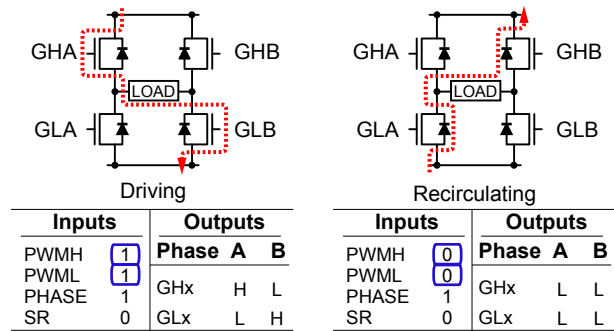 GHA
GHB
LOAD
GLA
GLB
Driving
Inputs Outputs
PWMH 1 Phase A B
PWML 1
PHASE 1 GHx H L
SR 0 GLx L H
GHA
GHB
LOAD
GLA
GLB
Recirculating
Inputs Outputs
PWMH 0 Phase A B
PWML 0
PHASE 1 GHx L L
SR 0 GLx L L